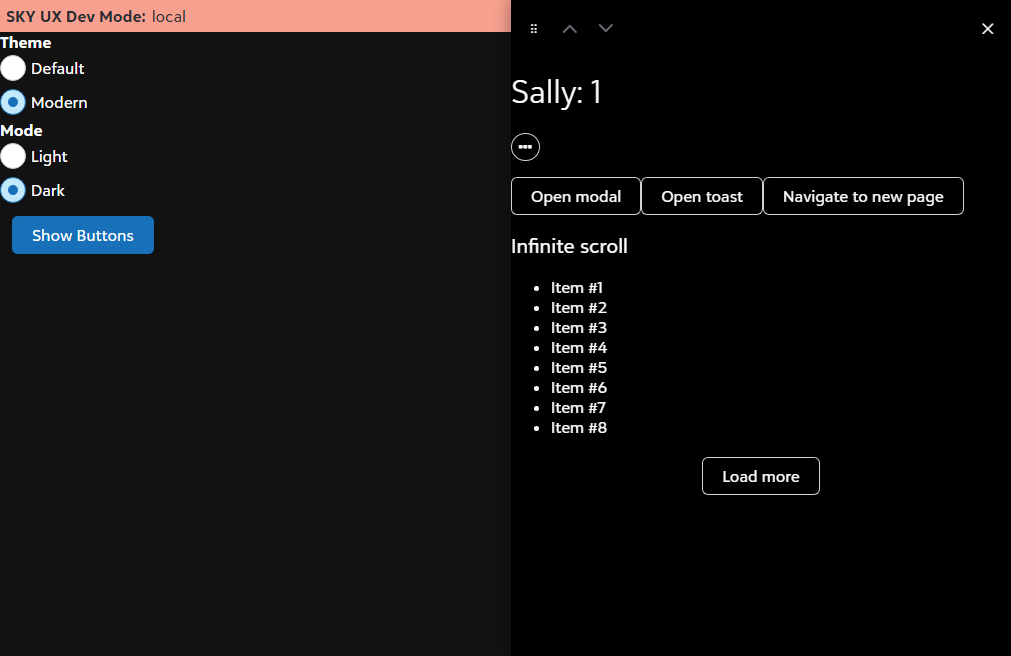 SKY UX Dev Mode: local
Theme
Default
Modern
Mode
Light
Dark
Show Buttons
Sally: 1
Open modal Open toast Navigate to new page
Infinite scroll
Item #1
Item #2
Item #3
Item #4
Item #5
Item #6
Item #7
Item #8
Load more